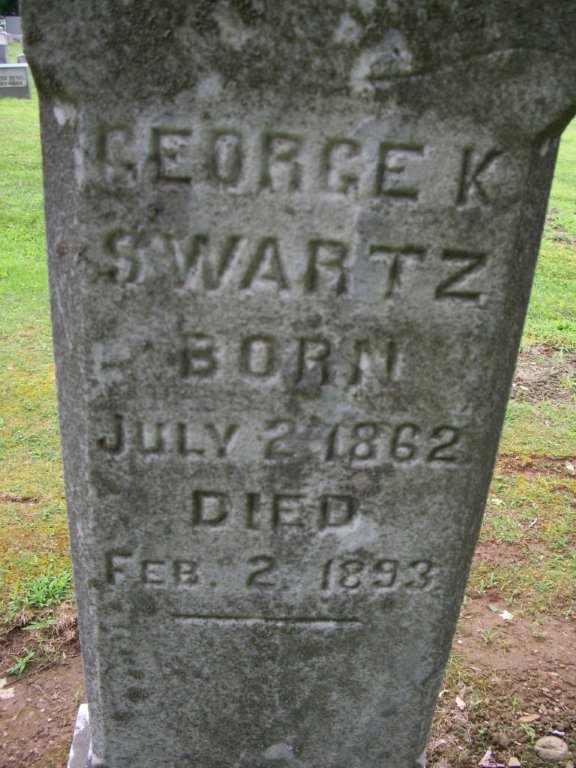 GEORGE K
SWARTZ
BORN
JULY 2 1862
DIED
FEB. 2. 1893